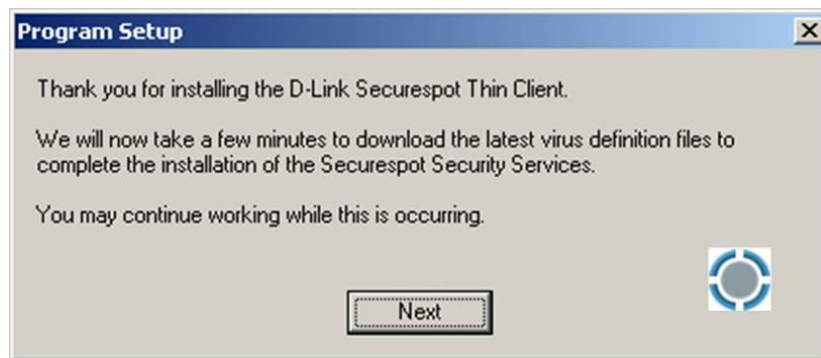 Program Setup
Thank you for installing the D-Link Securespot Thin Client.
We will now take a few minutes to download the latest virus definition files to
complete the installation of the Securespot Security Services.
You may continue working while this is occurring.
Next